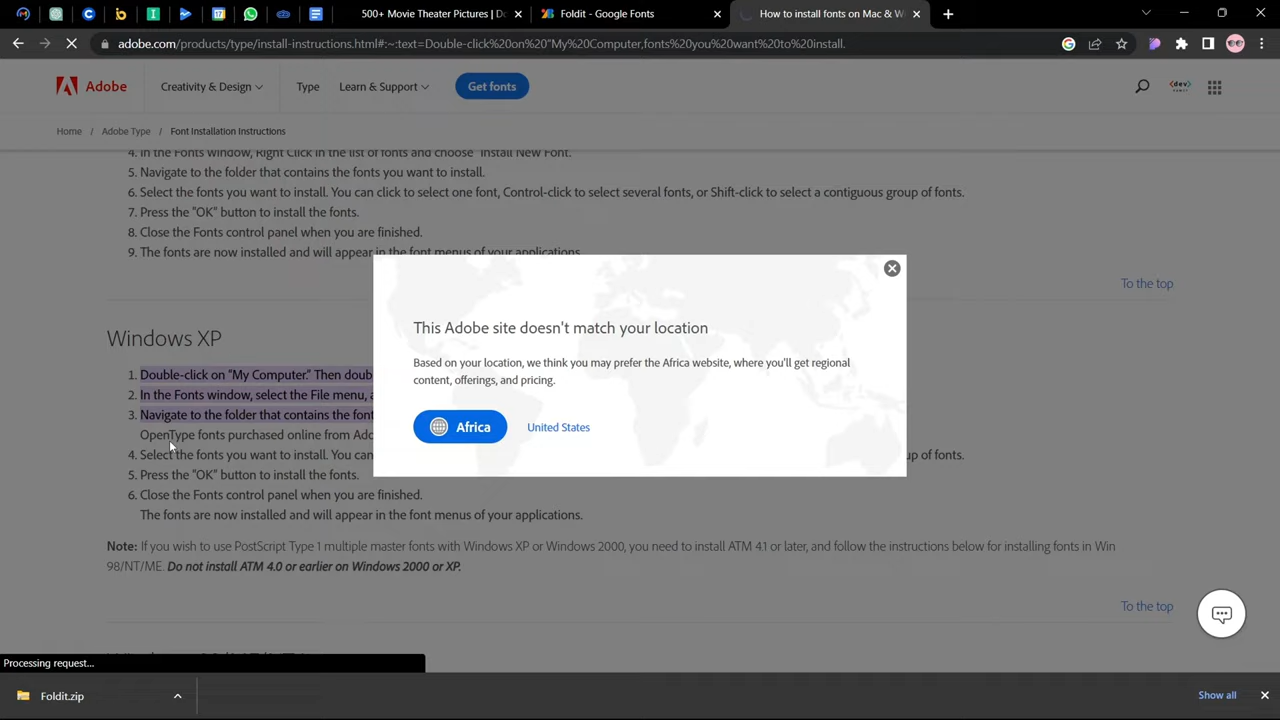 500+ Movie Theater Pictures | Do
Foldit - Google Fonts
How to install fonts on Mac & Wi
adobe.com/products/type/install-instructions.html#:~:text=Double-click%20on%20"My%20Computer,fonts%20you%20want%20to%20install.
Adobe
Creativity & Design
Type
Learn & Support
Get fonts
<dev/
Home / Adobe Type / Font Installation Instructions
4. In the Fonts window, Right Click in the list of fonts and choose "Install New Font."
5. Navigate to the folder that contains the fonts you want to install.
6. Select the fonts you want to install. You can click to select one font, Control-click to select several fonts, or Shift-click to select a contiguous group of fonts.
7. Press the "OK" button to install the fonts.
8. Close the Fonts control panel when you are finished.
9. The fonts are now installed and will appear in the font menus of your applications.
To the top
Windows XP
1. Double-click on "My Computer." Then doub
2. In the Fonts window, select the File menu, a
3. Navigate to the folder that contains the font
OpenType fonts purchased online from Ado
4. Select the fonts you want to install. You can
up of fonts.
5. Press the "OK" button to install the fonts.
6. Close the Fonts control panel when you are finished.
The fonts are now installed and will appear in the font menus of your applications.
This Adobe site doesn't match your location
Based on your location, we think you may prefer the Africa website, where you'll get regional
content, offerings, and pricing.
Africa
United States
Note: If you wish to use PostScript Type 1 multiple master fonts with Windows XP or Windows 2000, you need to install ATM 4.1 or later, and follow the instructions below for installing fonts in Win
98/NT/ME. Do not install ATM 4.0 or earlier on Windows 2000 or XP.
To the top
Processing request...
Foldit.zip
Show all